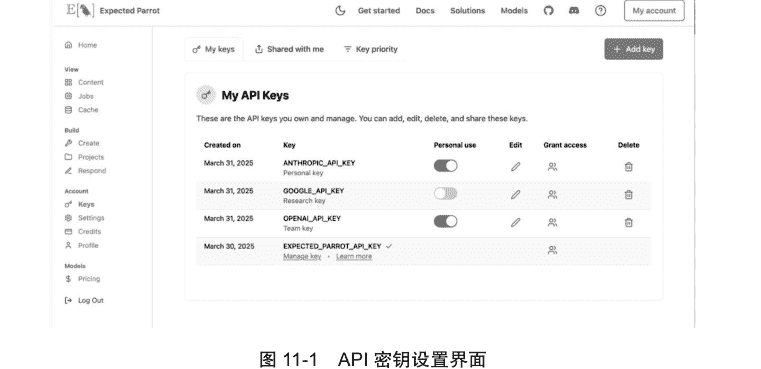 E[🦜] Expected Parrot
Get started Docs Solutions Models My account
Home
View
Content
Jobs
Cache
Build
Create
Projects
Respond
Account
Keys
Settings
Credits
Profile
Models
Pricing
Log Out
My keys Shared with me Key priority + Add key
My API Keys
These are the API keys you own and manage. You can add, edit, delete, and share these keys.
Created on Key Personal use Edit Grant access Delete
March 31, 2025 ANTHROPIC_API_KEY
Personal key
March 31, 2025 GOOGLE_API_KEY
Research key
March 31, 2025 OPENAI_API_KEY
Team key
March 30, 2025 EXPECTED_PARROT_API_KEY ✓
Manage key • Learn more
图 11-1 API 密钥设置界面